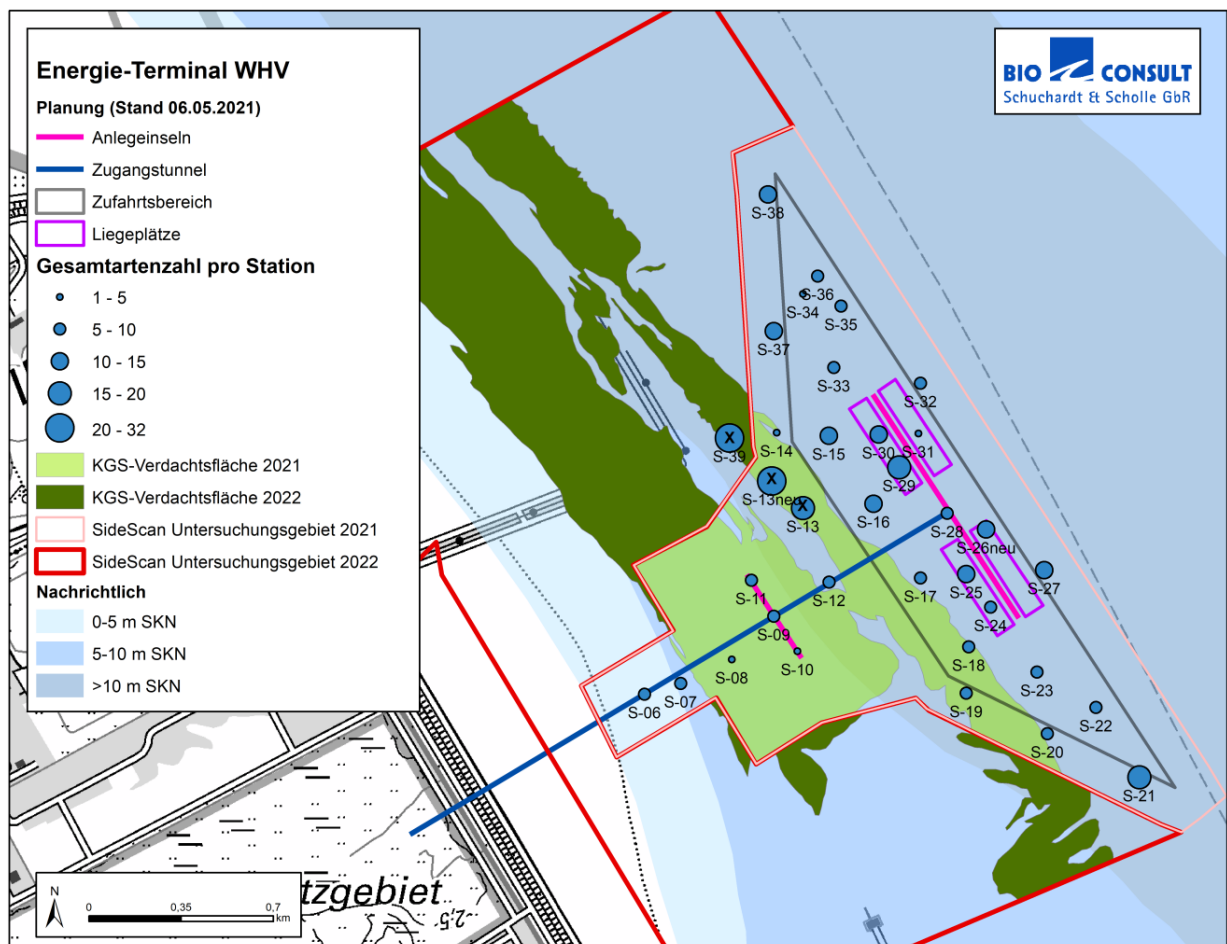 Energie-Terminal WHV
Planung (Stand 06.05.2021)
Anlegeinseln
Zugangstunnel
Zufahrtsbereich
Liegeplätze
Gesamtartenzahl pro Station
1 - 5
5 - 10
10 - 15
15 - 20
20 - 32
KGS-Verdachtsfläche 2021
KGS-Verdachtsfläche 2022
SideScan Untersuchungsgebiet 2021
SideScan Untersuchungsgebiet 2022
Nachrichtlich
0-5 m SKN
5-10 m SKN
>10 m SKN
BIO CONSULT
Schuchardt & Scholle GbR
S-38
S-36
S-34
S-35
S-37
S-33
S-32
X
S-39
S-14
S-15
S-30
S-31
S-29
X
S-13neu
X
S-13
S-16
S-28
S-26neu
S-11
S-12
S-17
S-25
S-27
S-24
S-09
S-10
S-08
S-18
S-07
S-06
S-23
S-19
S-22
S-20
S-21
N
0 0,35 0,7
km
tzgebiet
2,5